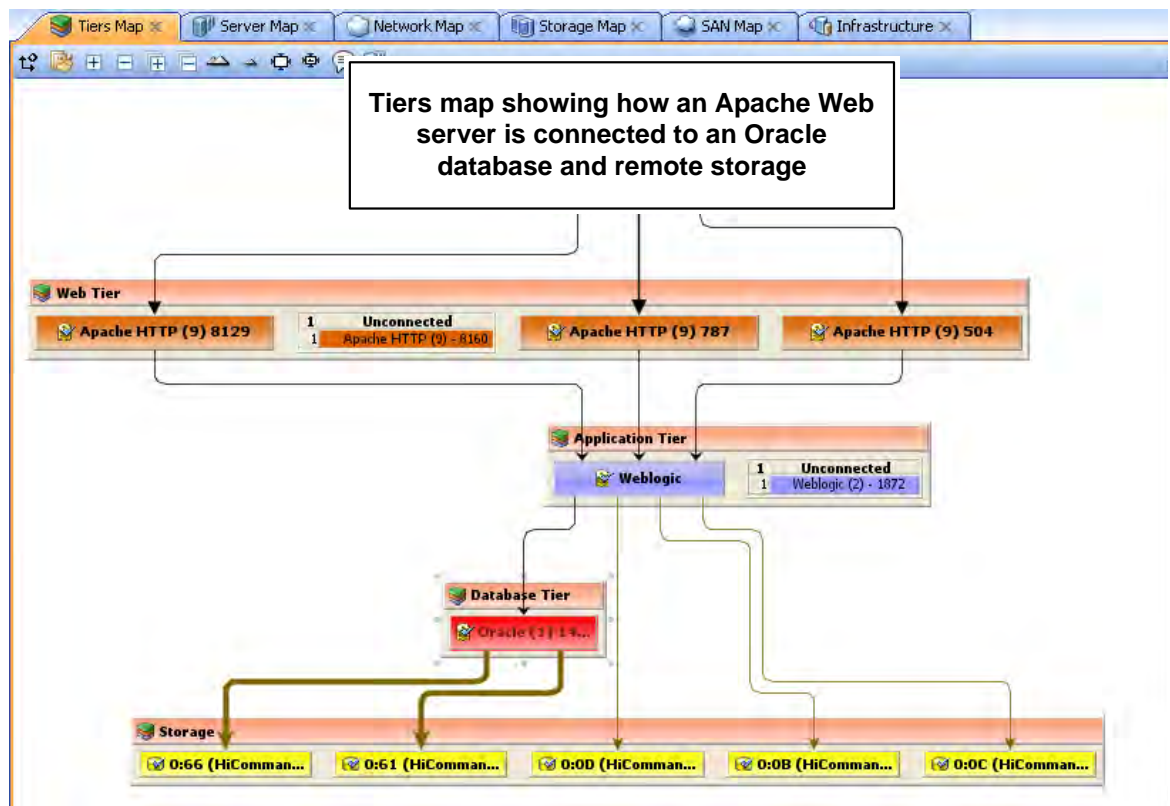 Tiers Map
Server Map
Network Map
Storage Map
SAN Map
Infrastructure
Tiers map showing how an Apache Web
server is connected to an Oracle
database and remote storage
Web Tier
Apache HTTP (9) 8129
1 Unconnected
1 Apache HTTP (9) - 8160
Apache HTTP (9) 787
Apache HTTP (9) 504
Application Tier
Weblogic
1 Unconnected
1 Weblogic (2) - 1872
Database Tier
Oracle (1) 14...
Storage
0:66 (HiComman...
0:61 (HiComman...
0:0D (HiComman...
0:0B (HiComman...
0:0C (HiComman...